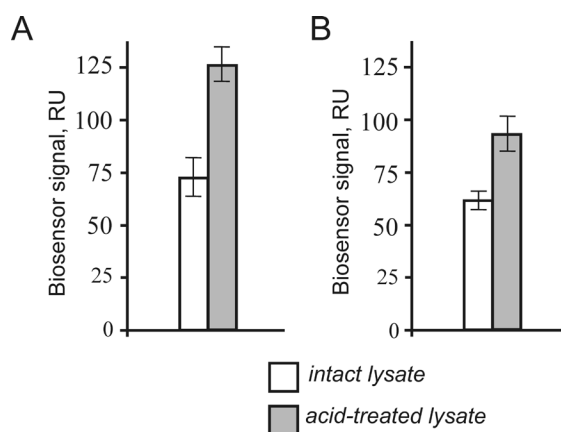 A
B
Biosensor signal, RU
125
100
75
50
25
0
Biosensor signal, RU
125
100
75
50
25
0
intact lysate
acid-treated lysate